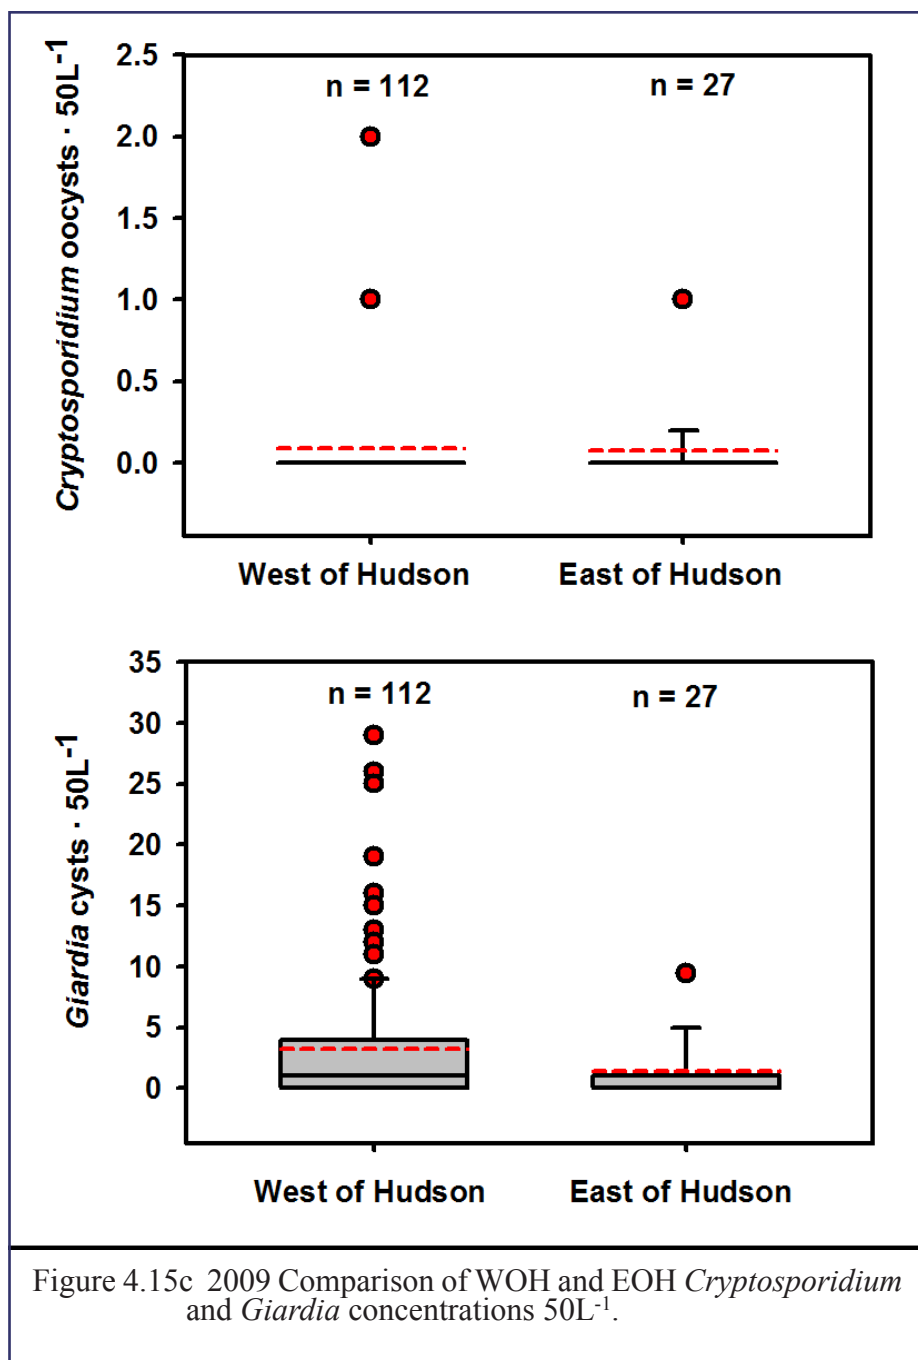 Cryptosporidium oocysts · 50L-1
2.5
2.0
1.5
1.0
0.5
0.0
n = 112
n = 27
West of Hudson
East of Hudson
Giardia cysts · 50L-1
35
30
25
20
15
10
5
0
n = 112
n = 27
West of Hudson
East of Hudson
Figure 4.15c 2009 Comparison of WOH and EOH Cryptosporidium
and Giardia concentrations 50L-1.